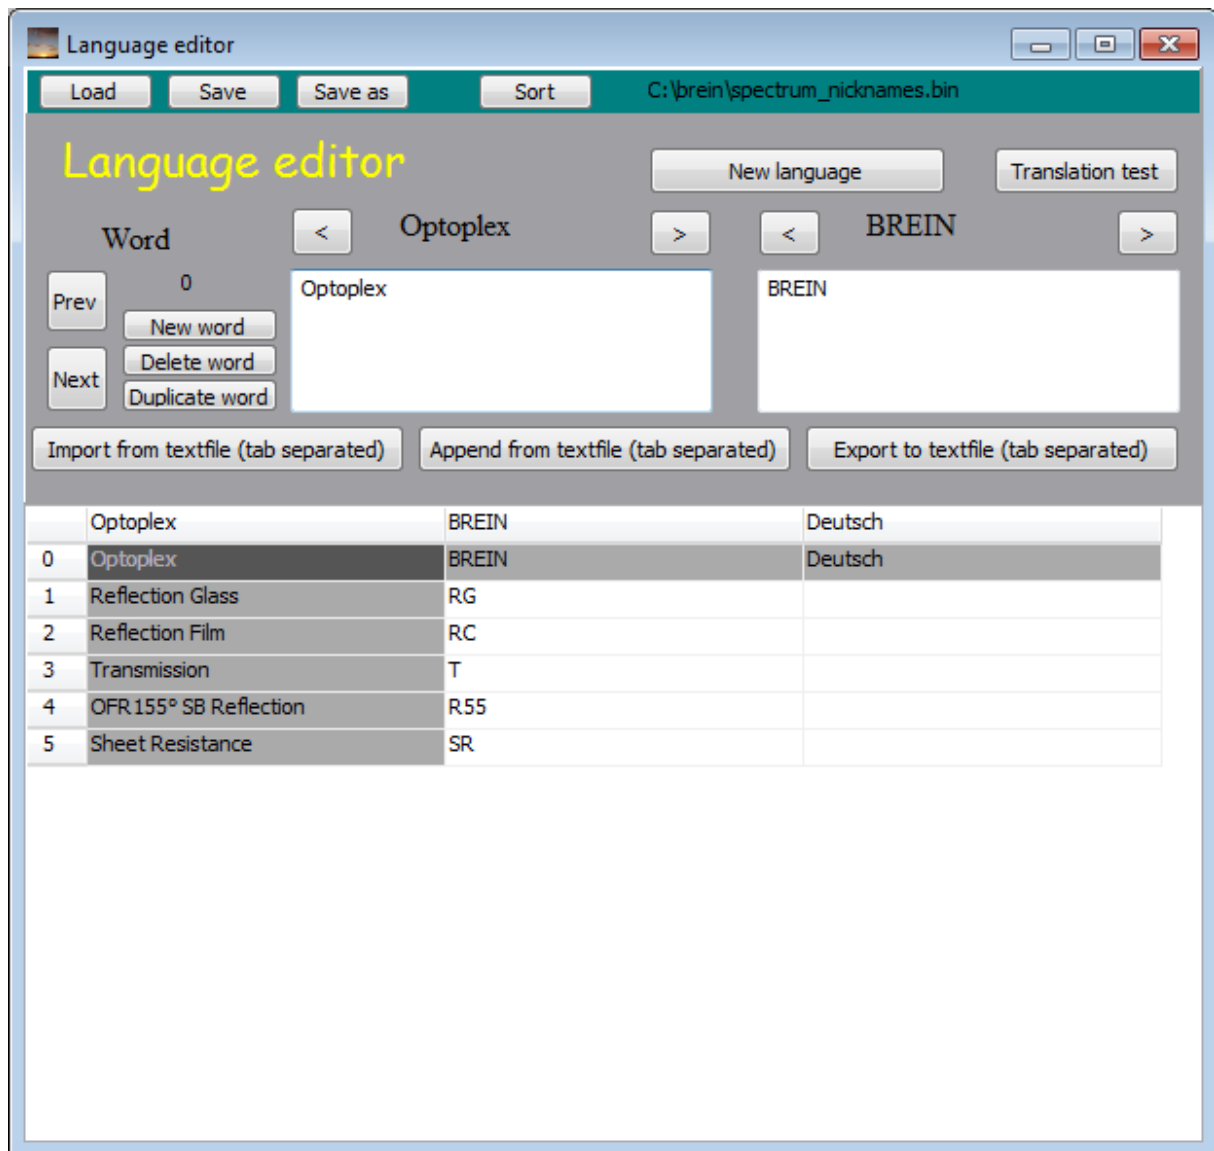 Language editor
Load Save Save as Sort C:\brein\spectrum_nicknames.bin
Language editor
New language Translation test
Word < Optoplex > < BREIN >
Prev 0 Optoplex BREIN
New word
Next Delete word
Duplicate word
Import from textfile (tab separated) Append from textfile (tab separated) Export to textfile (tab separated)
Optoplex BREIN Deutsch
0 Optoplex BREIN Deutsch
1 Reflection Glass RG
2 Reflection Film RC
3 Transmission T
4 OFR155° SB Reflection R55
5 Sheet Resistance SR